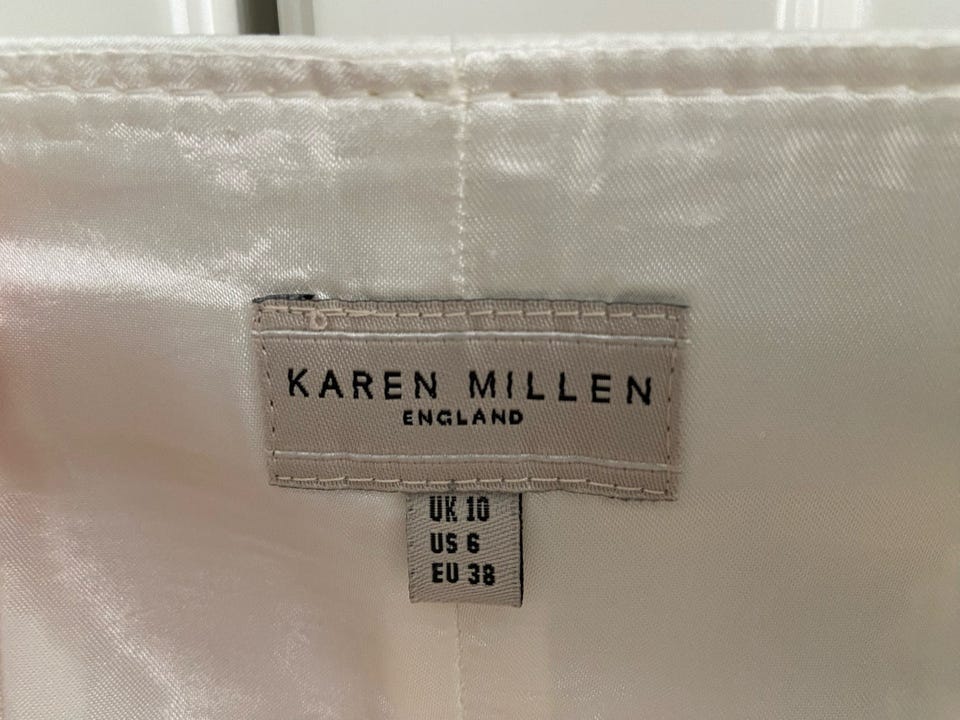 KAREN MILLEN
ENGLAND
UK 10
US 6
EU 38